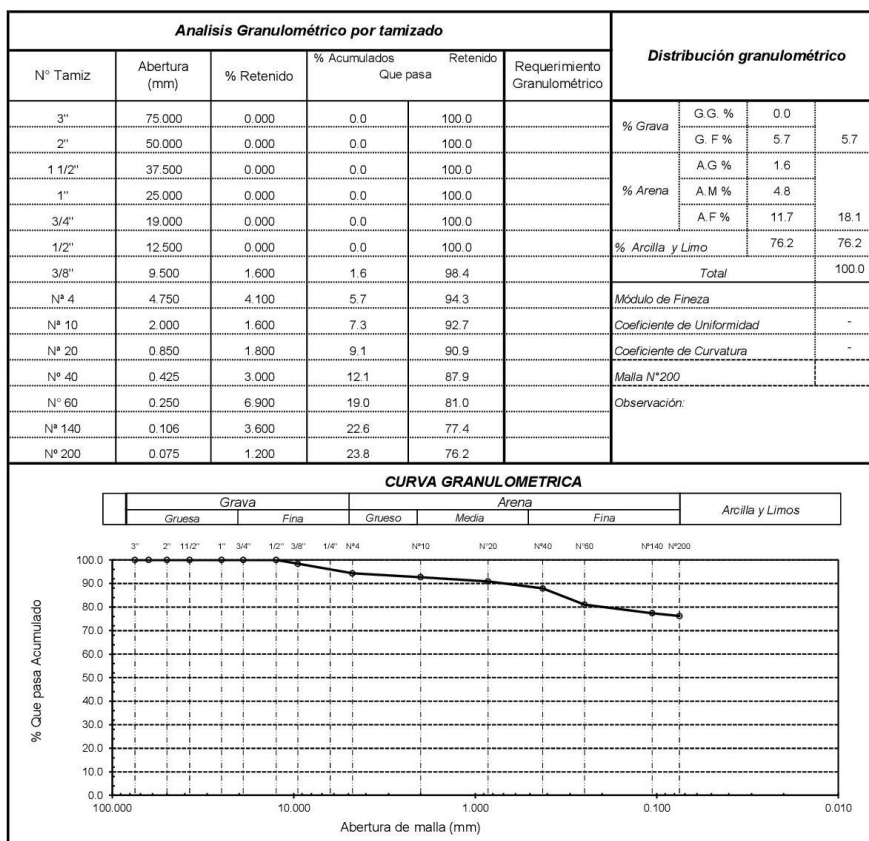 Analisis Granulométrico por tamizado
Distribución granulométrico
N° Tamiz Abertura (mm) % Retenido % Acumulados Retenido Que pasa Requerimiento Granulométrico
3" 75.000 0.000 0.0 100.0
2" 50.000 0.000 0.0 100.0
1 1/2" 37.500 0.000 0.0 100.0
1" 25.000 0.000 0.0 100.0
3/4" 19.000 0.000 0.0 100.0
1/2" 12.500 0.000 0.0 100.0
3/8" 9.500 1.600 1.6 98.4
Nª 4 4.750 4.100 5.7 94.3
Nª 10 2.000 1.600 7.3 92.7
Nª 20 0.850 1.800 9.1 90.9
Nº 40 0.425 3.000 12.1 87.9
N° 60 0.250 6.900 19.0 81.0
Nª 140 0.106 3.600 22.6 77.4
Nº 200 0.075 1.200 23.8 76.2
% Grava G.G. % 0.0
G. F % 5.7 5.7
% Arena A.G % 1.6
A.M % 4.8
A.F % 11.7 18.1
% Arcilla y Limo 76.2 76.2
Total 100.0
Módulo de Fineza
Coeficiente de Uniformidad -
Coeficiente de Curvatura -
Malla N°200
Observación:
CURVA GRANULOMETRICA
Grava Arena Arcilla y Limos
Gruesa Fina Grueso Media Fina
3" 2" 11/2" 1" 3/4" 1/2" 3/8" 1/4" Nª4 Nª10 N°20 Nª40 N°60 Nª140 Nª200
100.0
90.0
80.0
70.0
60.0
50.0
40.0
30.0
20.0
10.0
0.0
% Que pasa Acumulado
100.000 10.000 1.000 0.100 0.010
Abertura de malla (mm)